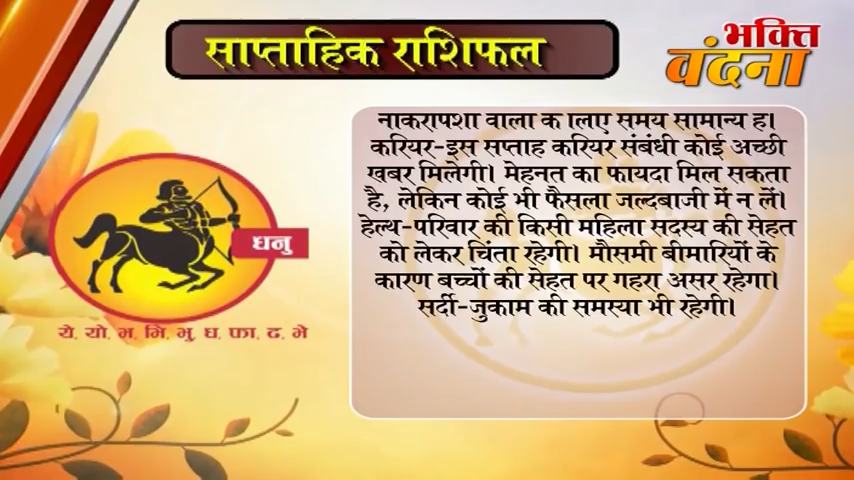 साप्ताहिक राशिफल
भक्ति
वंदना
नौकरीपेशा वालों के लिए समय सामान्य है।
करियर-इस सप्ताह करियर संबंधी कोई अच्छी
खबर मिलेगी। मेहनत का फायदा मिल सकता
है, लेकिन कोई भी फैसला जल्दबाजी में न लें।
हेल्थ-परिवार की किसी महिला सदस्य की सेहत
को लेकर चिंता रहेगी। मौसमी बीमारियों के
कारण बच्चों की सेहत पर गहरा असर रहेगा।
सर्दी-जुकाम की समस्या भी रहेगी।
धनु
ये, यो, भ, भि, भु, ध, फा, ढ, भे